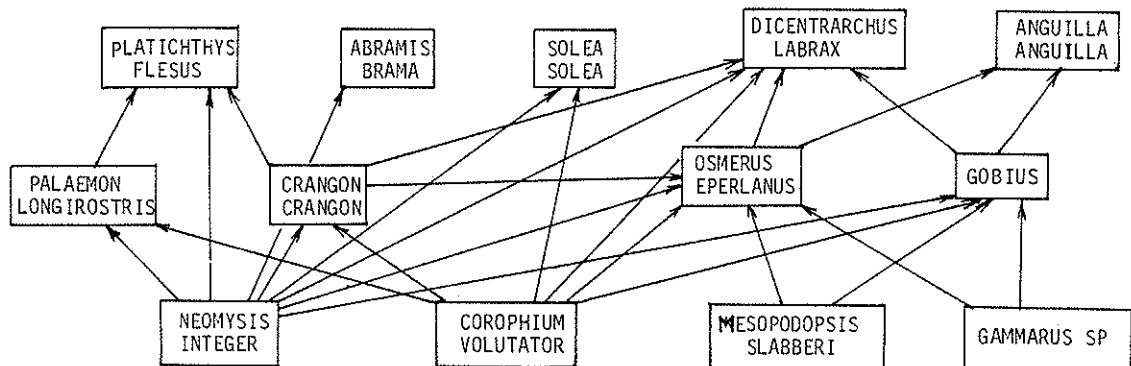 PLATICHTHYS
FLESUS
ABRAMIS
BRAMA
SOLEA
SOLEA
DICENTRARCHUS
LABRAX
ANGUILLA
ANGUILLA
PALAEMON
LONGIROSTRIS
CRANGON
CRANGON
OSMERUS
EPERLANUS
GOBIUS
NEOMYSIS
INTEGER
COROPHIUM
VOLUTATOR
MESOPODOPSIS
SLABBERI
GAMMARUS SP